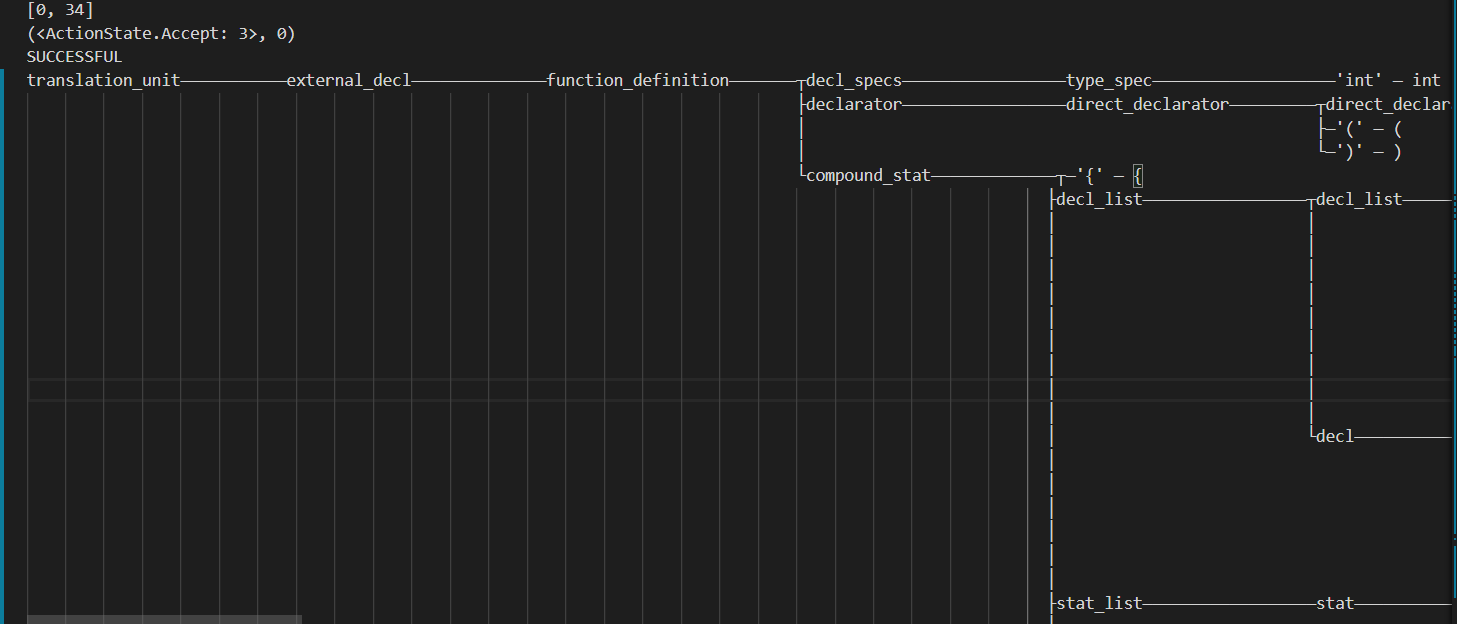 [0, 34]
(<ActionState.Accept: 3>, 0)
SUCCESSFUL
translation_unit───────────external_decl──────────────function_definition───────┬decl_specs─────────────────type_spec───────────────────'int' ─ int
├declarator─────────────────direct_declarator─────────┬direct_declar
├─'(' ─ (
└─')' ─ )
└compound_stat─────────────┬─'{' ─ {
├decl_list─────────────────┬decl_list─────
└decl──────────
├stat_list──────────────────stat──────────